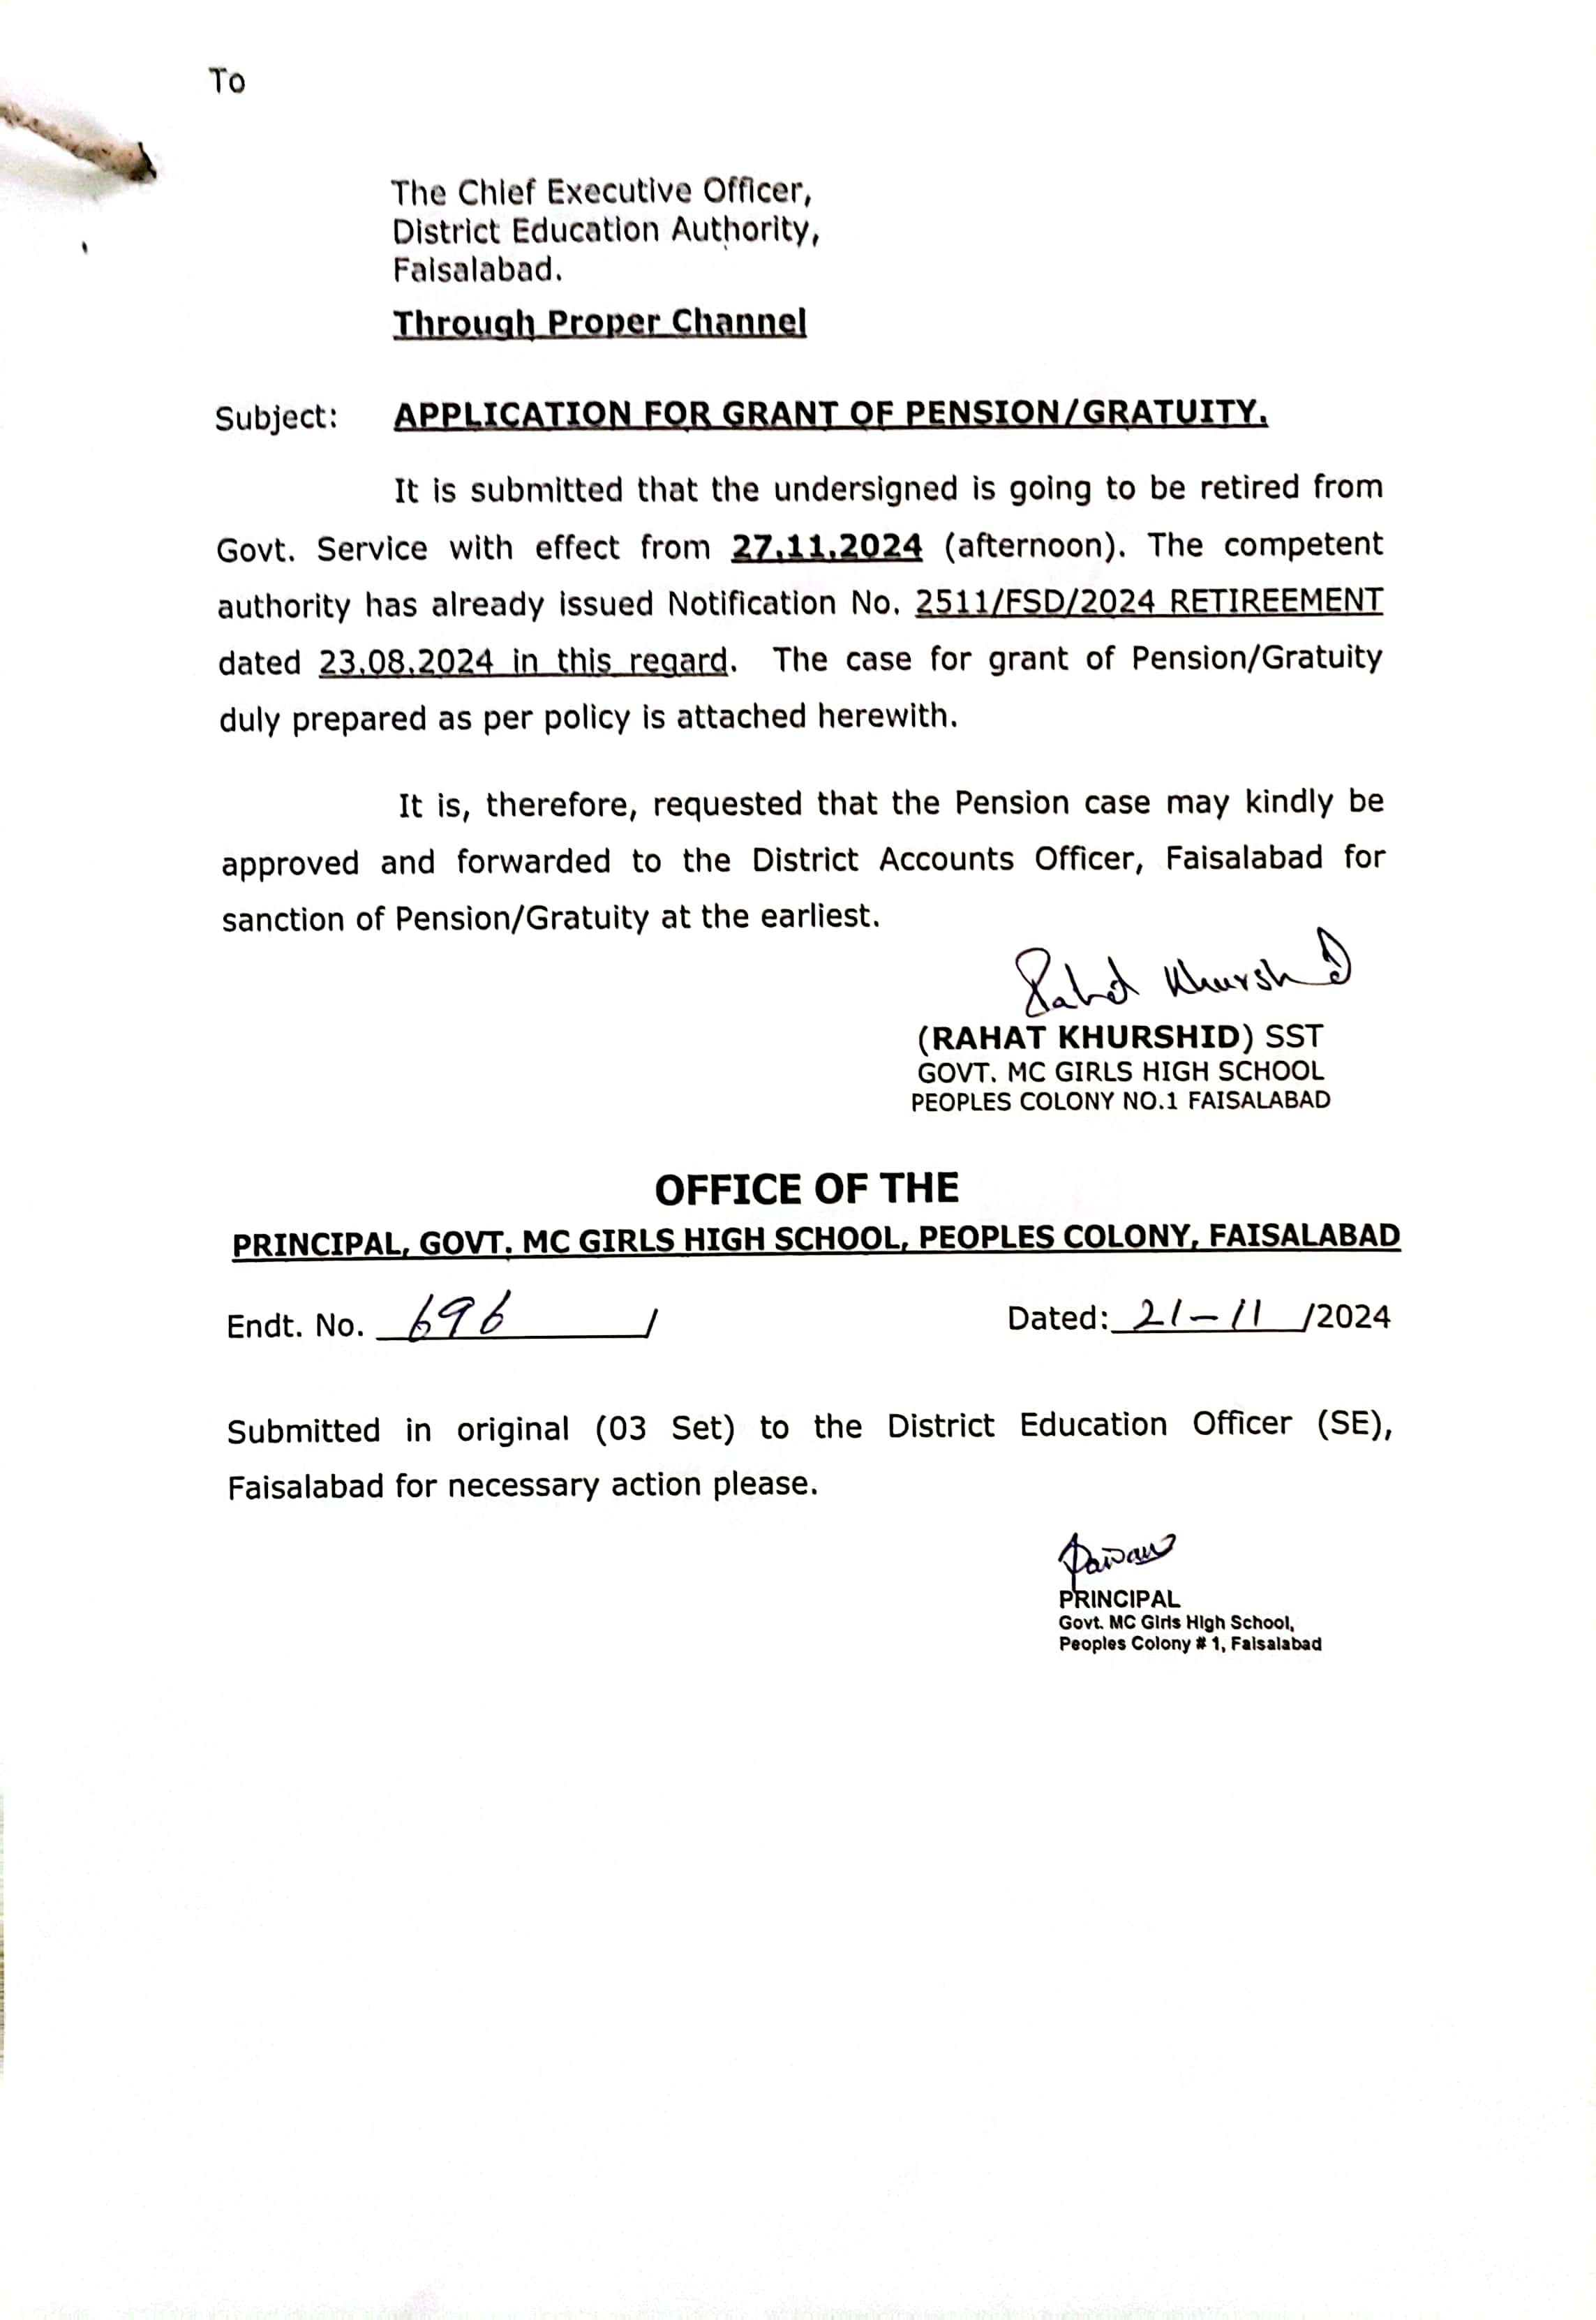 To
The Chief Executive Officer,
District Education Authority,
Faisalabad.
Through Proper Channel
Subject: APPLICATION FOR GRANT OF PENSION/GRATUITY.
It is submitted that the undersigned is going to be retired from
Govt. Service with effect from 27.11.2024 (afternoon). The competent
authority has already issued Notification No. 2511/FSD/2024 RETIREEMENT
dated 23.08.2024 in this regard. The case for grant of Pension/Gratuity
duly prepared as per policy is attached herewith.
It is, therefore, requested that the Pension case may kindly be
approved and forwarded to the District Accounts Officer, Faisalabad for
sanction of Pension/Gratuity at the earliest.
Rahat Khurshid
(RAHAT KHURSHID) SST
GOVT. MC GIRLS HIGH SCHOOL
PEOPLES COLONY NO.1 FAISALABAD
OFFICE OF THE
PRINCIPAL, GOVT. MC GIRLS HIGH SCHOOL, PEOPLES COLONY, FAISALABAD
Endt. No. 696 / Dated: 21-11 /2024
Submitted in original (03 Set) to the District Education Officer (SE),
Faisalabad for necessary action please.
PRINCIPAL
Govt. MC Girls High School,
Peoples Colony # 1, Faisalabad